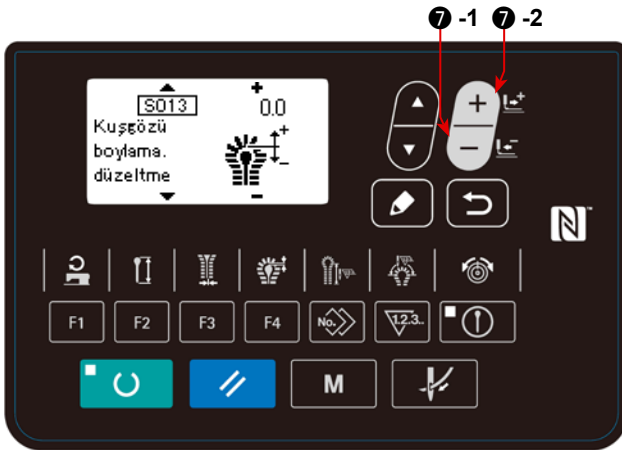 ❼ -1 ❼ -2
S013 0.0
Kuşgözü
boylama.
düzeltme
F1 F2 F3 F4 No. 1.2.3..
M